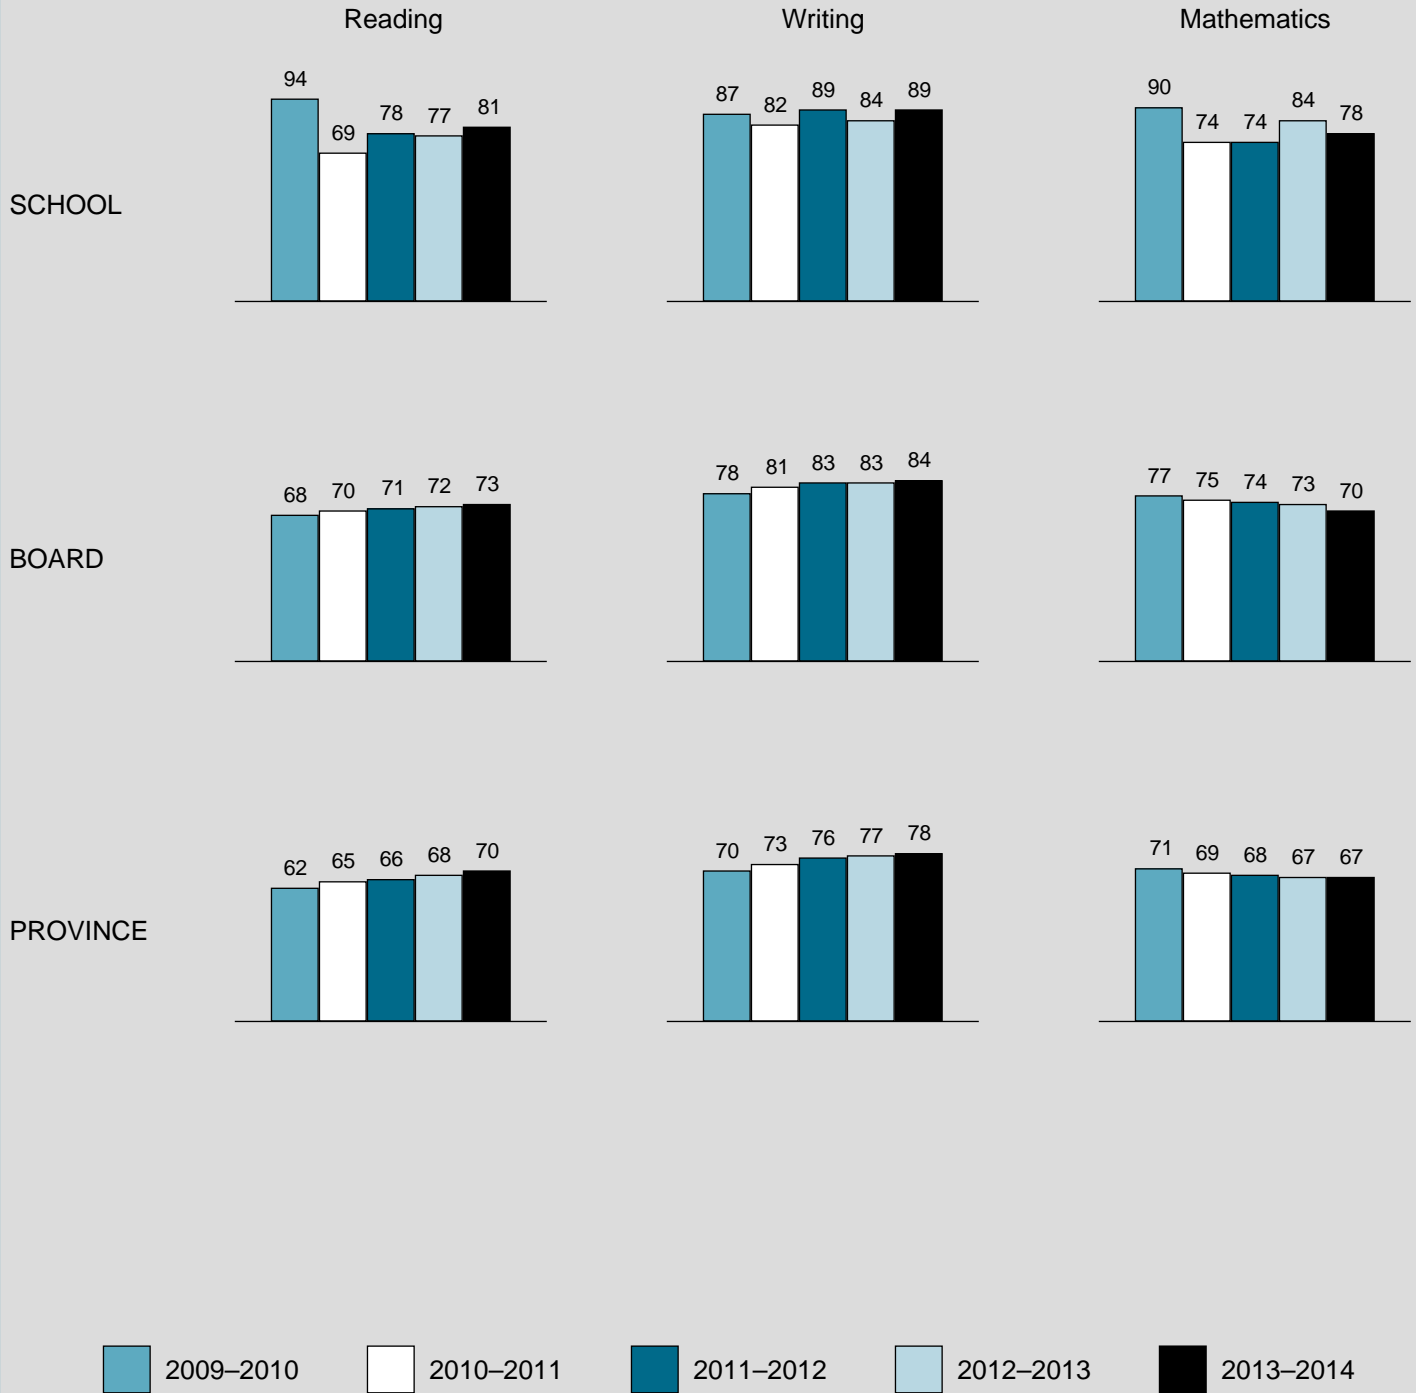 Reading Writing Mathematics
94 69 78 77 81
87 82 89 84 89
90 74 74 84 78
SCHOOL
68 70 71 72 73
78 81 83 83 84
77 75 74 73 70
BOARD
62 65 66 68 70
70 73 76 77 78
71 69 68 67 67
PROVINCE
2009–2010 2010–2011 2011–2012 2012–2013 2013–2014